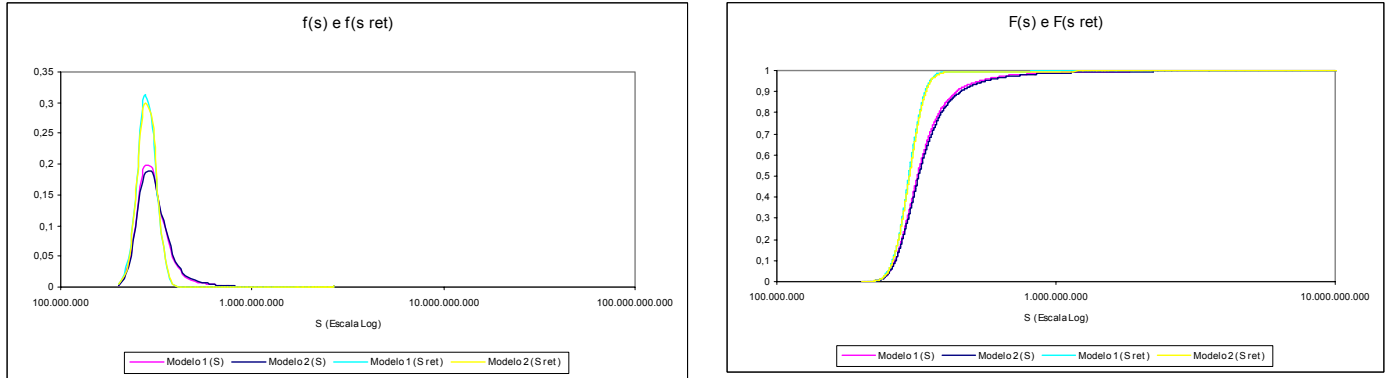 f(s) e f(s ret)
0,35
0,3
0,25
0,2
0,15
0,1
0,05
0
100.000.000
1.000.000.000
10.000.000.000
100.000.000.000
S (Escala Log)
Modelo 1 (S)
Modelo 2 (S)
Modelo 1 (S ret)
Modelo 2 (S ret)
F(s) e F(s ret)
1
0,9
0,8
0,7
0,6
0,5
0,4
0,3
0,2
0,1
0
100.000.000
1.000.000.000
10.000.000.000
S (Escala Log)
Modelo 1 (S)
Modelo 2 (S)
Modelo 1 (S ret)
Modelo 2 (S ret)